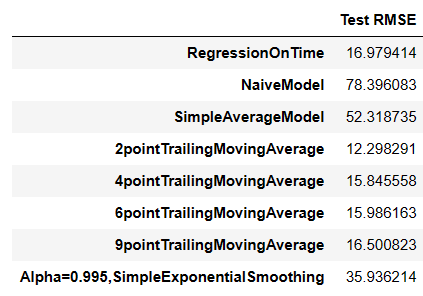 Test RMSE
RegressionOnTime 16.979414
NaiveModel 78.396083
SimpleAverageModel 52.318735
2pointTrailingMovingAverage 12.298291
4pointTrailingMovingAverage 15.845558
6pointTrailingMovingAverage 15.986163
9pointTrailingMovingAverage 16.500823
Alpha=0.995,SimpleExponentialSmoothing 35.936214